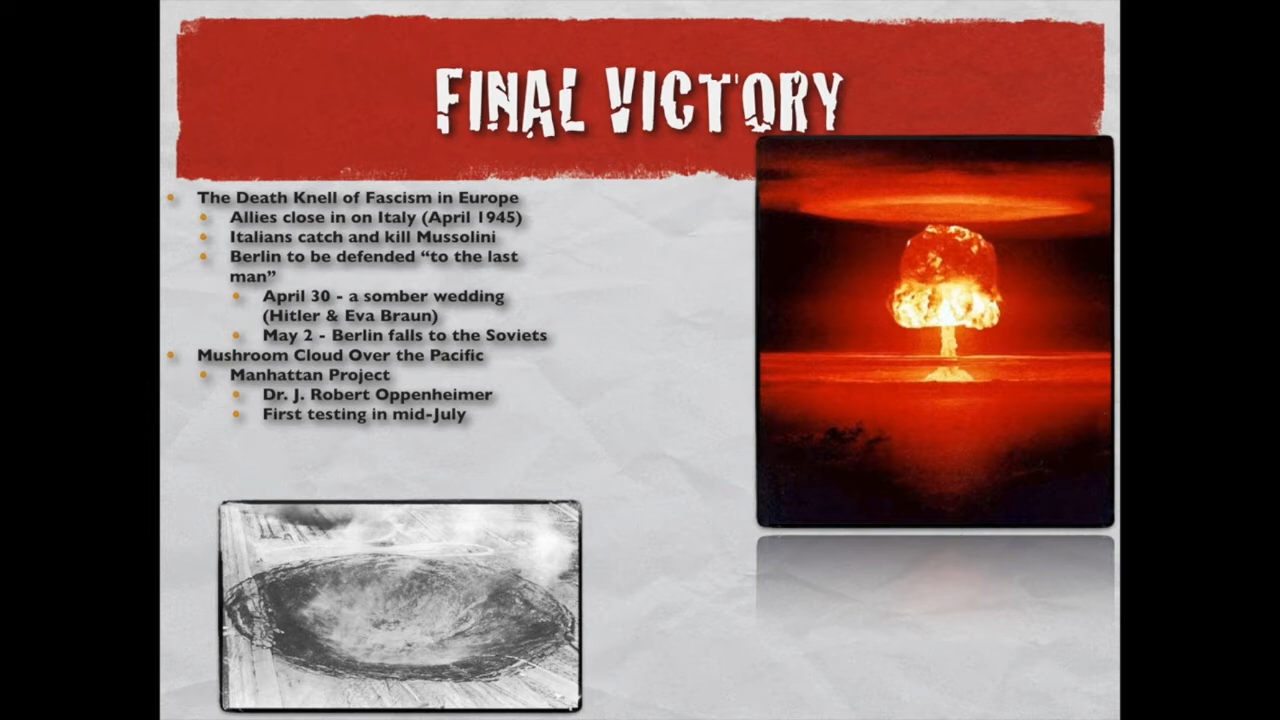 FINAL VICTORY
The Death Knell of Fascism in Europe
Allies close in on Italy (April 1945)
Italians catch and kill Mussolini
Berlin to be defended “to the last
man”
April 30 - a somber wedding
(Hitler & Eva Braun)
May 2 - Berlin falls to the Soviets
Mushroom Cloud Over the Pacific
Manhattan Project
Dr. J. Robert Oppenheimer
First testing in mid-July